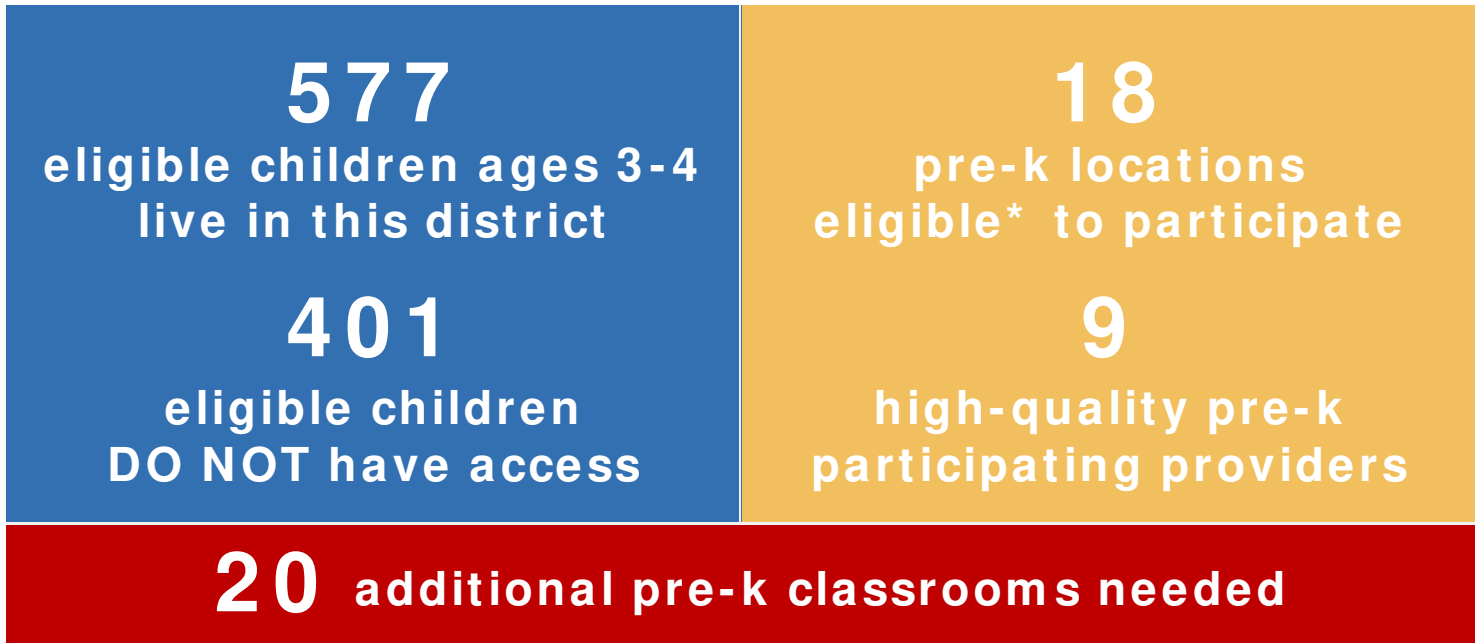 577
eligible children ages 3-4
live in this district
401
eligible children
DO NOT have access
18
pre-k locations
eligible* to participate
9
high-quality pre-k
participating providers
20 additional pre-k classrooms needed